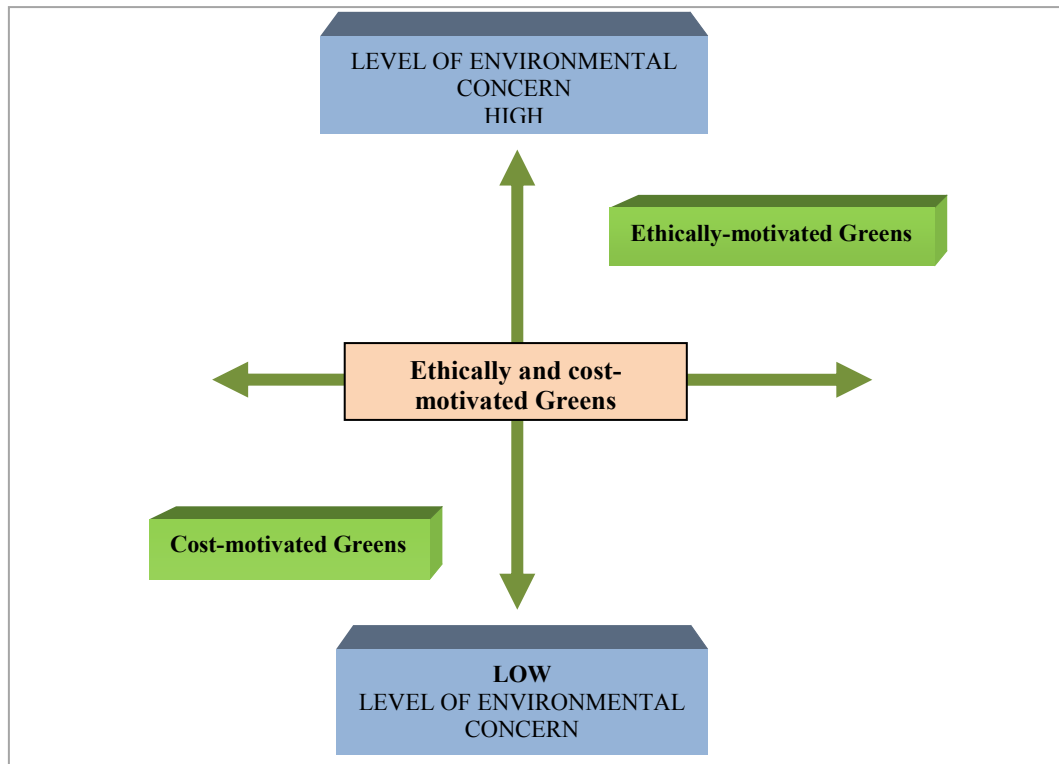 LEVEL OF ENVIRONMENTAL
CONCERN
HIGH
Ethically-motivated Greens
Ethically and cost-
motivated Greens
Cost-motivated Greens
LOW
LEVEL OF ENVIRONMENTAL
CONCERN